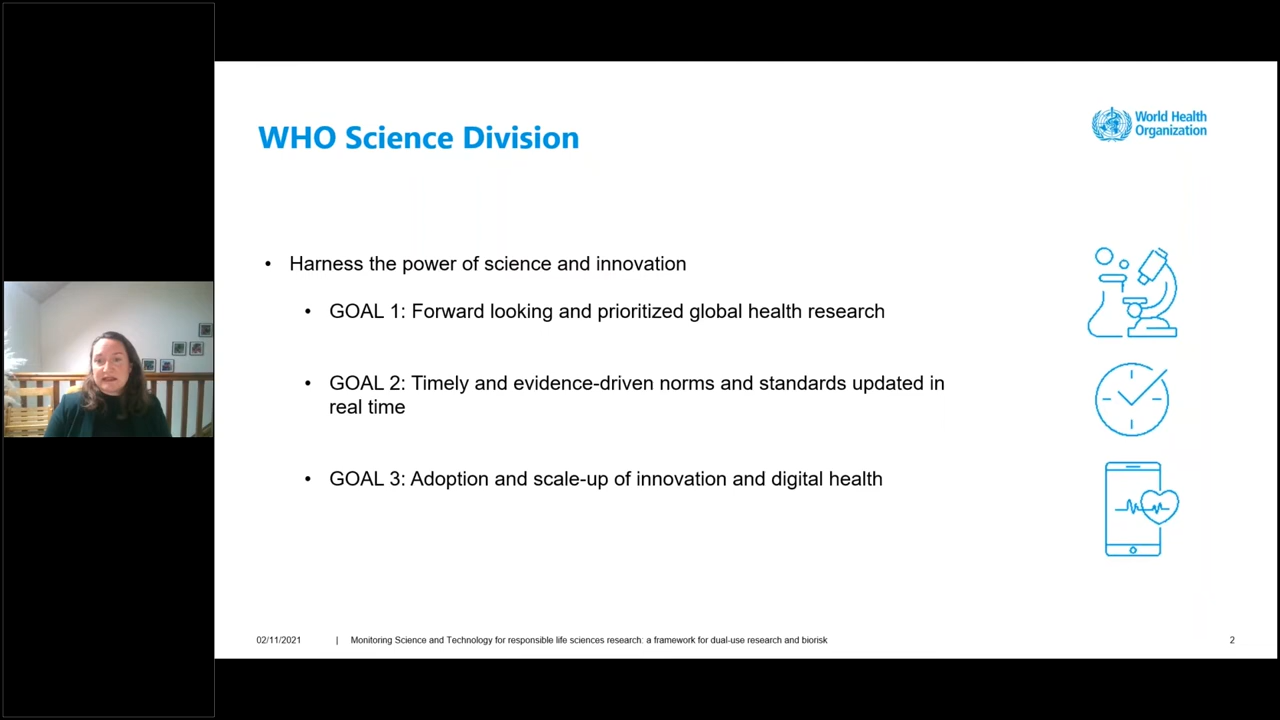 WHO Science Division
World Health
Organization
• Harness the power of science and innovation
• GOAL 1: Forward looking and prioritized global health research
• GOAL 2: Timely and evidence-driven norms and standards updated in
real time
• GOAL 3: Adoption and scale-up of innovation and digital health
02/11/2021 | Monitoring Science and Technology for responsible life sciences research: a framework for dual-use research and biorisk 2